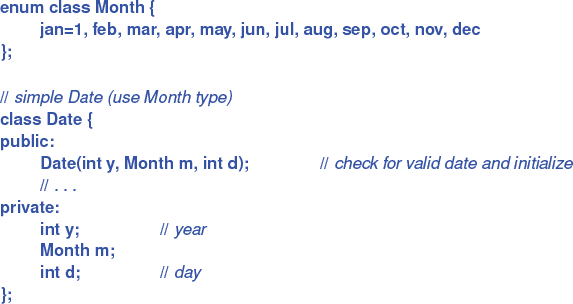 enum class Month {
jan=1, feb, mar, apr, may, jun, jul, aug, sep, oct, nov, dec
};
// simple Date (use Month type)
class Date {
public:
Date(int y, Month m, int d); // check for valid date and initialize
// . . .
private:
int y; // year
Month m;
int d; // day
};